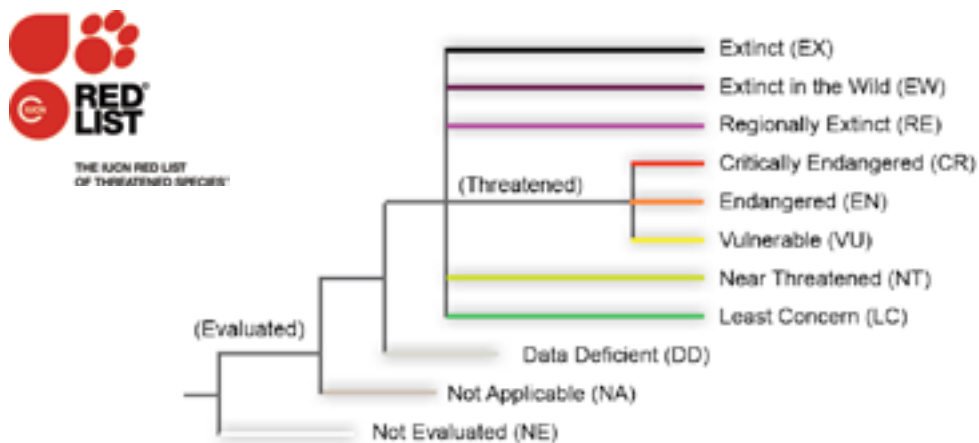 IUCN
RED
LIST
THE IUCN RED LIST
OF THREATENED SPECIES™
Extinct (EX)
Extinct in the Wild (EW)
Regionally Extinct (RE)
Critically Endangered (CR)
(Threatened)
Endangered (EN)
Vulnerable (VU)
Near Threatened (NT)
Least Concern (LC)
(Evaluated)
Data Deficient (DD)
Not Applicable (NA)
Not Evaluated (NE)